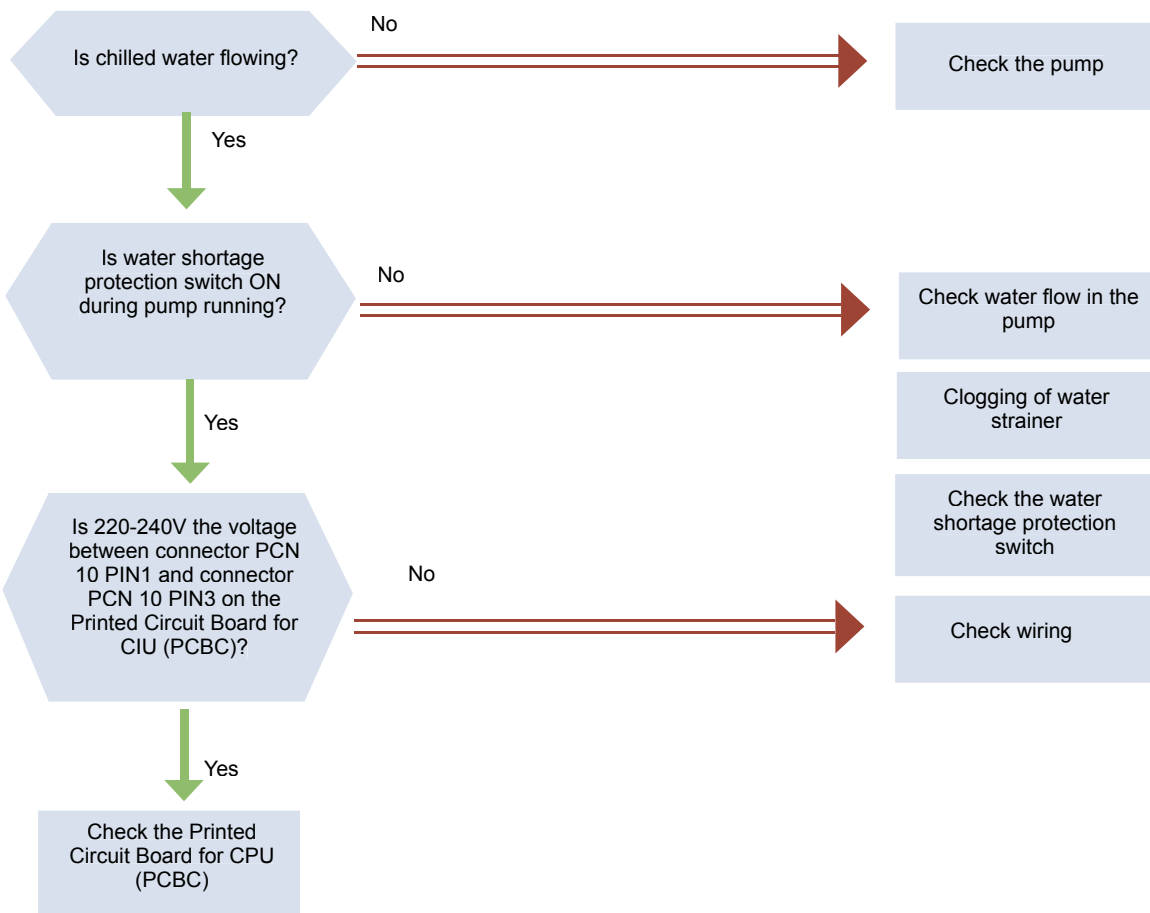 No
Is chilled water flowing?
Check the pump
Yes
Is water shortage
protection switch ON
during pump running?
No
Check water flow in the
pump
Clogging of water
strainer
Check the water
shortage protection
switch
Yes
Is 220-240V the voltage
between connector PCN
10 PIN1 and connector
PCN 10 PIN3 on the
Printed Circuit Board for
CIU (PCBC)?
No
Check wiring
Yes
Check the Printed
Circuit Board for CPU
(PCBC)